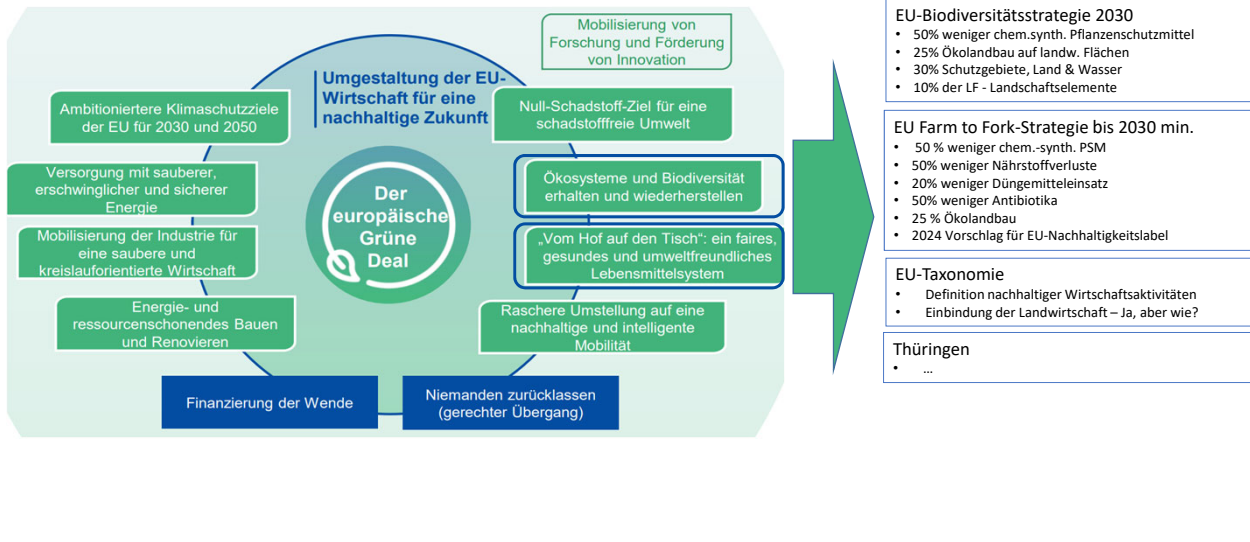 Mobilisierung von
Forschung und Förderung
von Innovation
Umgestaltung der EU-
Wirtschaft für eine
nachhaltige Zukunft
Ambitioniertere Klimaschutzziele
der EU für 2030 und 2050
Null-Schadstoff-Ziel für eine
schadstofffreie Umwelt
Versorgung mit sauberer,
erschwinglicher und sicherer
Energie
Ökosysteme und Biodiversität
erhalten und wiederherstellen
Der
europäische
Grüne
Deal
Mobilisierung der Industrie für
eine saubere und
kreislauforientierte Wirtschaft
„Vom Hof auf den Tisch“: ein faires,
gesundes und umweltfreundliches
Lebensmittelsystem
Energie- und
ressourcenschonendes Bauen
und Renovieren
Raschere Umstellung auf eine
nachhaltige und intelligente
Mobilität
Finanzierung der Wende
Niemanden zurücklassen
(gerechter Übergang)
EU-Biodiversitätsstrategie 2030
• 50% weniger chem.synth. Pflanzenschutzmittel
• 25% Ökolandbau auf landw. Flächen
• 30% Schutzgebiete, Land & Wasser
• 10% der LF - Landschaftselemente
EU Farm to Fork-Strategie bis 2030 min.
• 50 % weniger chem.-synth. PSM
• 50% weniger Nährstoffverluste
• 20% weniger Düngemitteleinsatz
• 50% weniger Antibiotika
• 25 % Ökolandbau
• 2024 Vorschlag für EU-Nachhaltigkeitslabel
EU-Taxonomie
• Definition nachhaltiger Wirtschaftsaktivitäten
• Einbindung der Landwirtschaft – Ja, aber wie?
Thüringen
• …